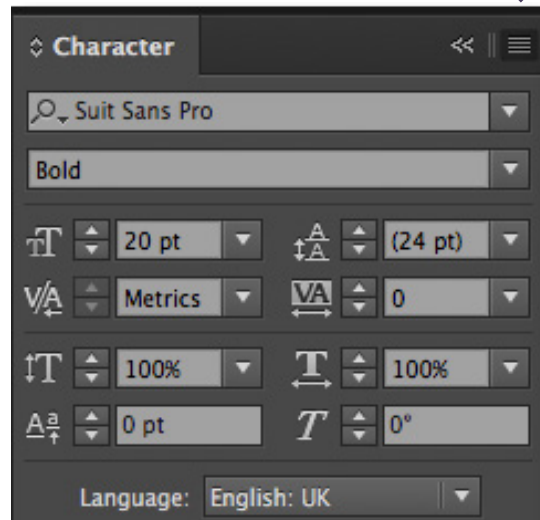 Character
Suit Sans Pro
Bold
20 pt (24 pt)
Metrics 0
100% 100%
0 pt 0°
Language: English: UK